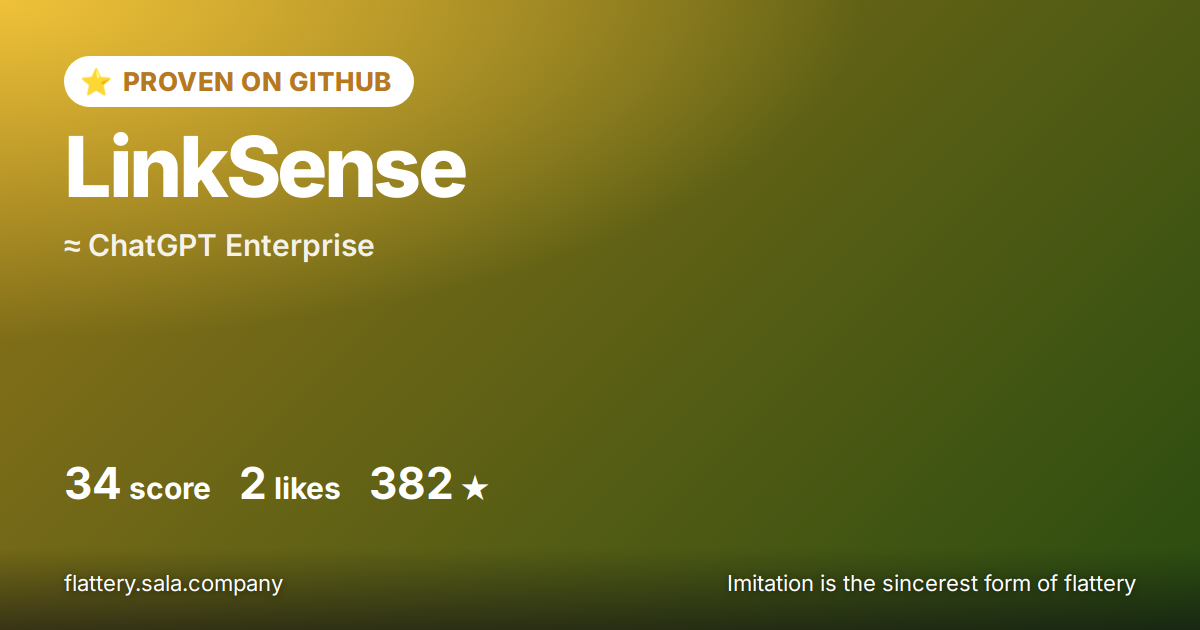 ⭐ PROVEN ON GITHUB
LinkSense
≈ ChatGPT Enterprise
34 score 2 likes 382 ★
flattery.sala.company
Imitation is the sincerest form of flattery